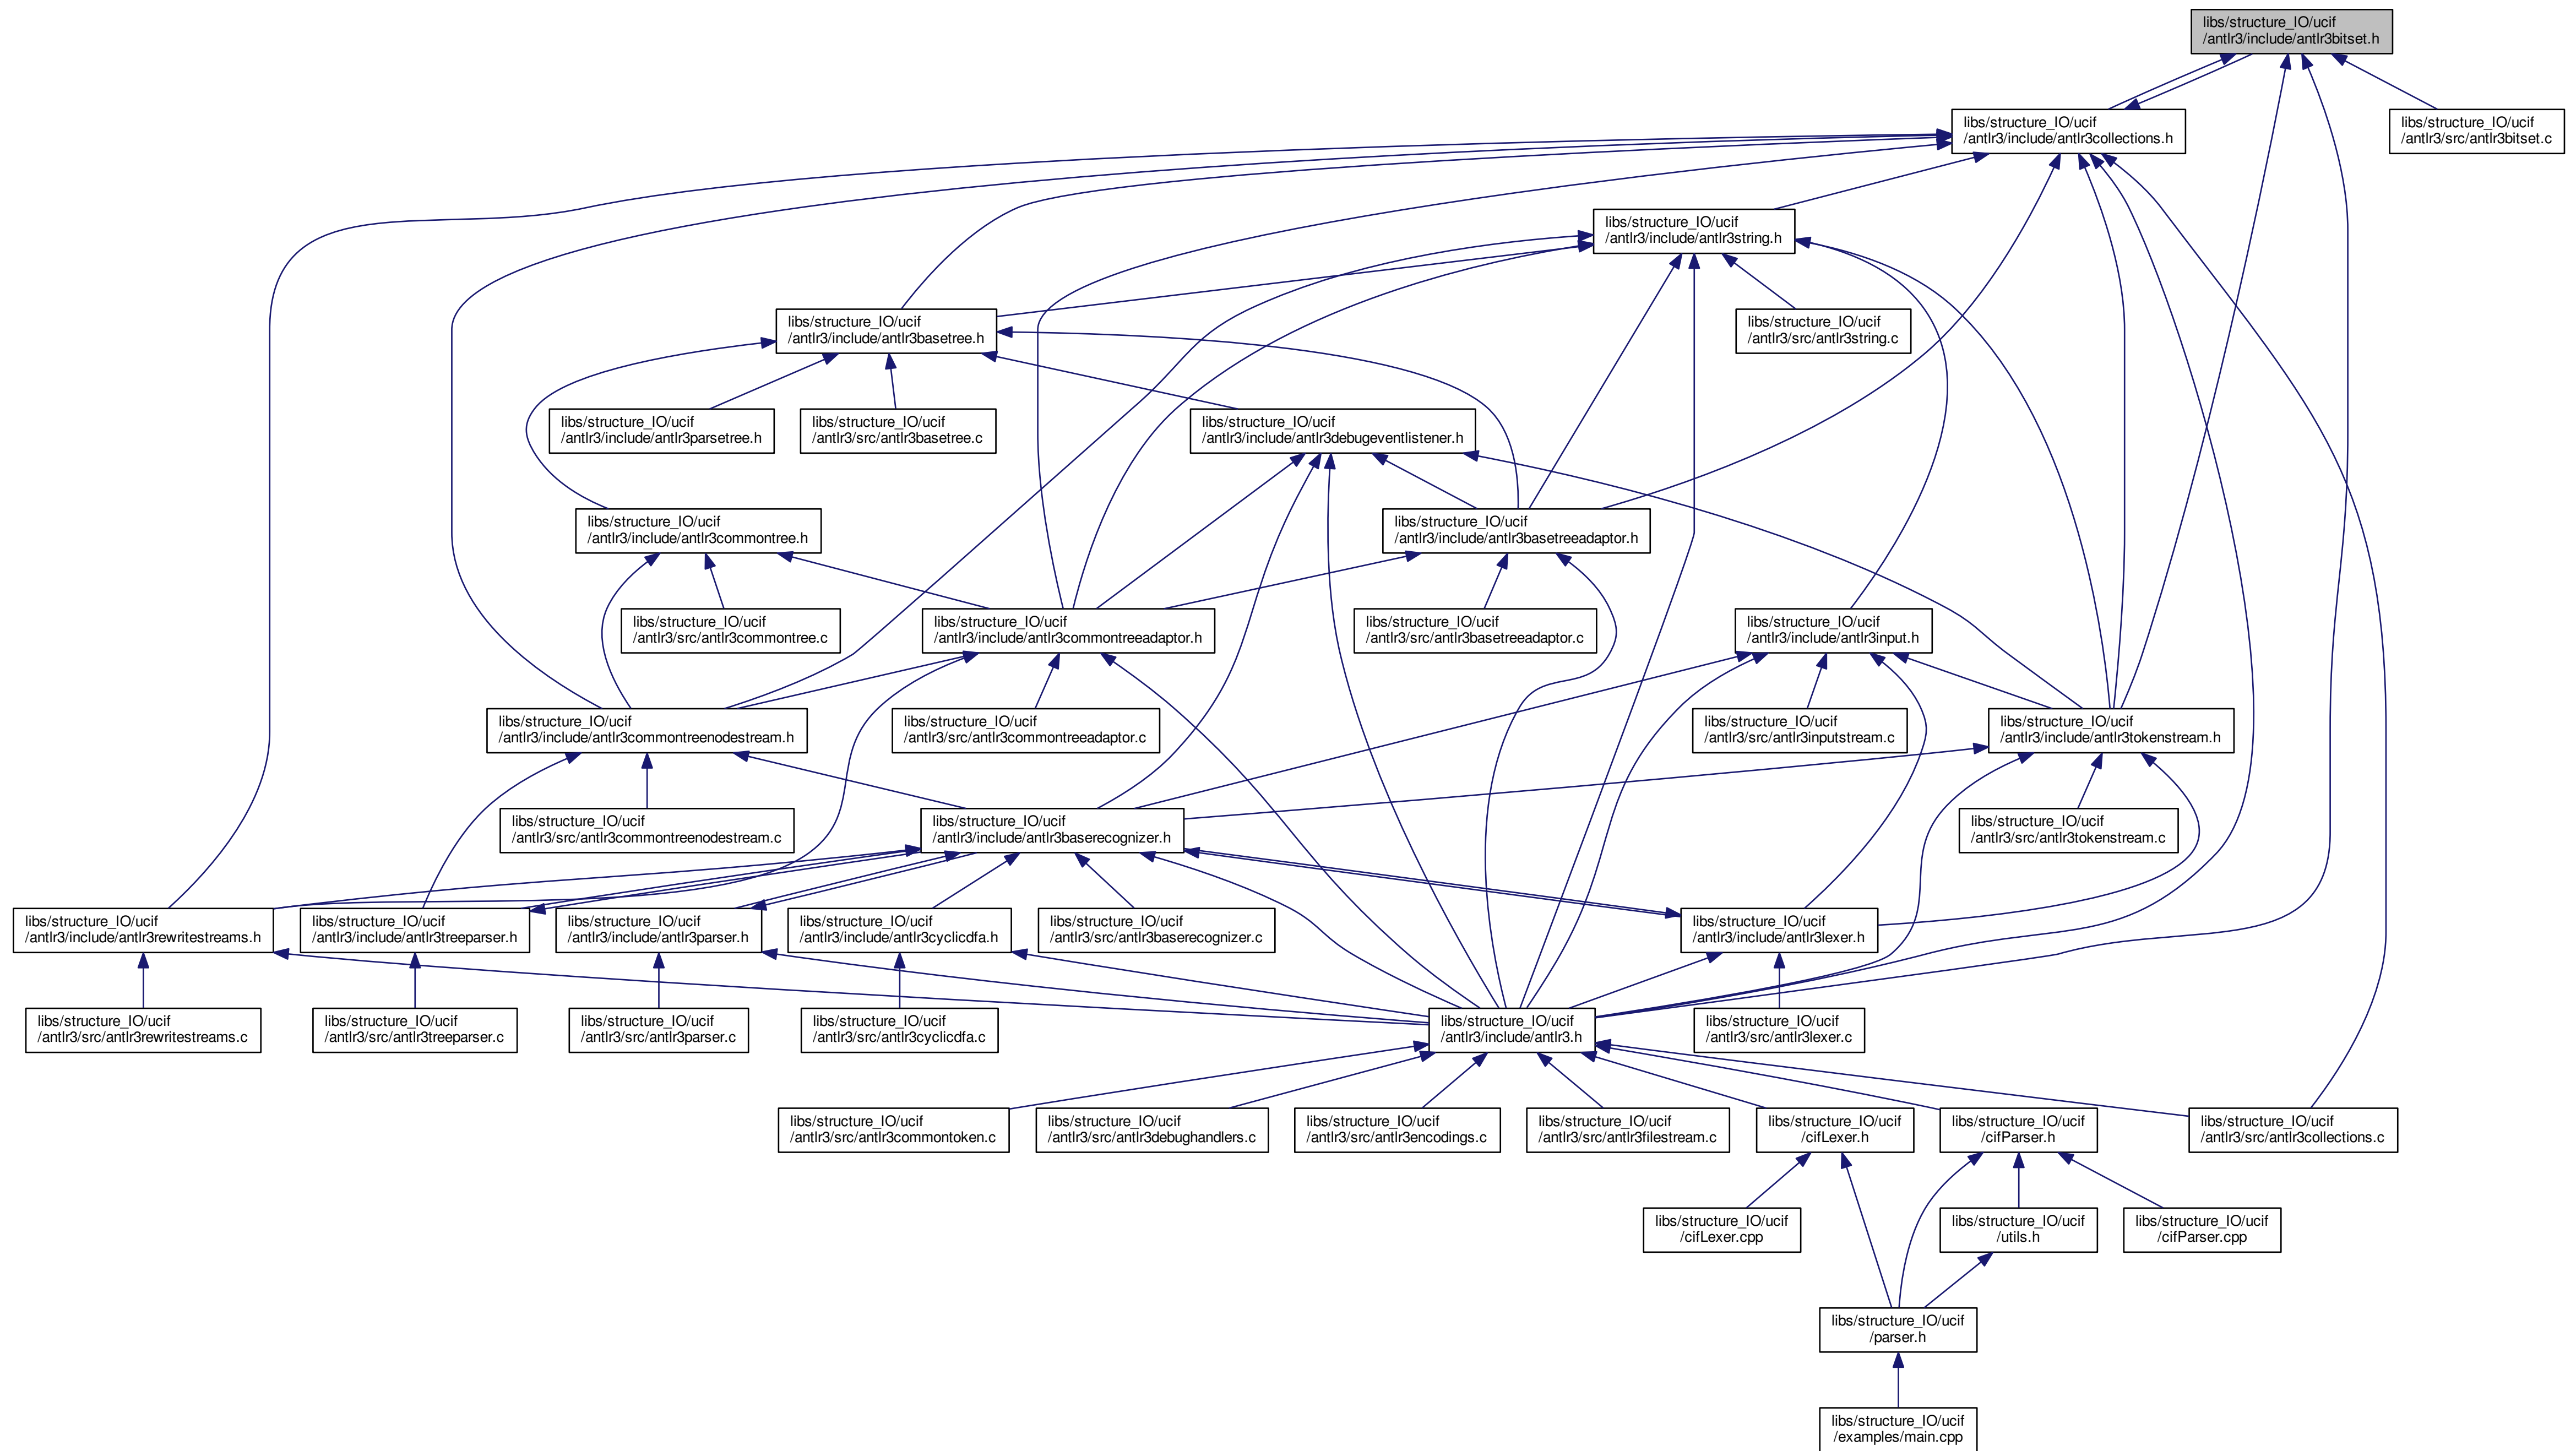 libs/structure_IO/ucif
/antlr3/include/antlr3bitset.h
libs/structure_IO/ucif
/antlr3/include/antlr3collections.h
libs/structure_IO/ucif
/antlr3/src/antlr3bitset.c
libs/structure_IO/ucif
/antlr3/include/antlr3string.h
libs/structure_IO/ucif
/antlr3/include/antlr3basetree.h
libs/structure_IO/ucif
/antlr3/src/antlr3string.c
libs/structure_IO/ucif
/antlr3/include/antlr3parsetree.h
libs/structure_IO/ucif
/antlr3/src/antlr3basetree.c
libs/structure_IO/ucif
/antlr3/include/antlr3debugeventlistener.h
libs/structure_IO/ucif
/antlr3/include/antlr3commontree.h
libs/structure_IO/ucif
/antlr3/include/antlr3basetreeadaptor.h
libs/structure_IO/ucif
/antlr3/src/antlr3commontree.c
libs/structure_IO/ucif
/antlr3/include/antlr3commontreeadaptor.h
libs/structure_IO/ucif
/antlr3/src/antlr3basetreeadaptor.c
libs/structure_IO/ucif
/antlr3/include/antlr3input.h
libs/structure_IO/ucif
/antlr3/include/antlr3commontreenodestream.h
libs/structure_IO/ucif
/antlr3/src/antlr3commontreeadaptor.c
libs/structure_IO/ucif
/antlr3/src/antlr3inputstream.c
libs/structure_IO/ucif
/antlr3/include/antlr3tokenstream.h
libs/structure_IO/ucif
/antlr3/src/antlr3commontreenodestream.c
libs/structure_IO/ucif
/antlr3/include/antlr3baserecognizer.h
libs/structure_IO/ucif
/antlr3/src/antlr3tokenstream.c
libs/structure_IO/ucif
/antlr3/include/antlr3rewritestreams.h
libs/structure_IO/ucif
/antlr3/include/antlr3treeparser.h
libs/structure_IO/ucif
/antlr3/include/antlr3parser.h
libs/structure_IO/ucif
/antlr3/include/antlr3cyclicdfa.h
libs/structure_IO/ucif
/antlr3/src/antlr3baserecognizer.c
libs/structure_IO/ucif
/antlr3/include/antlr3lexer.h
libs/structure_IO/ucif
/antlr3/src/antlr3rewritestreams.c
libs/structure_IO/ucif
/antlr3/src/antlr3treeparser.c
libs/structure_IO/ucif
/antlr3/src/antlr3parser.c
libs/structure_IO/ucif
/antlr3/src/antlr3cyclicdfa.c
libs/structure_IO/ucif
/antlr3/include/antlr3.h
libs/structure_IO/ucif
/antlr3/src/antlr3lexer.c
libs/structure_IO/ucif
/antlr3/src/antlr3commontoken.c
libs/structure_IO/ucif
/antlr3/src/antlr3debughandlers.c
libs/structure_IO/ucif
/antlr3/src/antlr3encodings.c
libs/structure_IO/ucif
/antlr3/src/antlr3filestream.c
libs/structure_IO/ucif
/cifLexer.h
libs/structure_IO/ucif
/cifParser.h
libs/structure_IO/ucif
/antlr3/src/antlr3collections.c
libs/structure_IO/ucif
/cifLexer.cpp
libs/structure_IO/ucif
/utils.h
libs/structure_IO/ucif
/cifParser.cpp
libs/structure_IO/ucif
/parser.h
libs/structure_IO/ucif
/examples/main.cpp